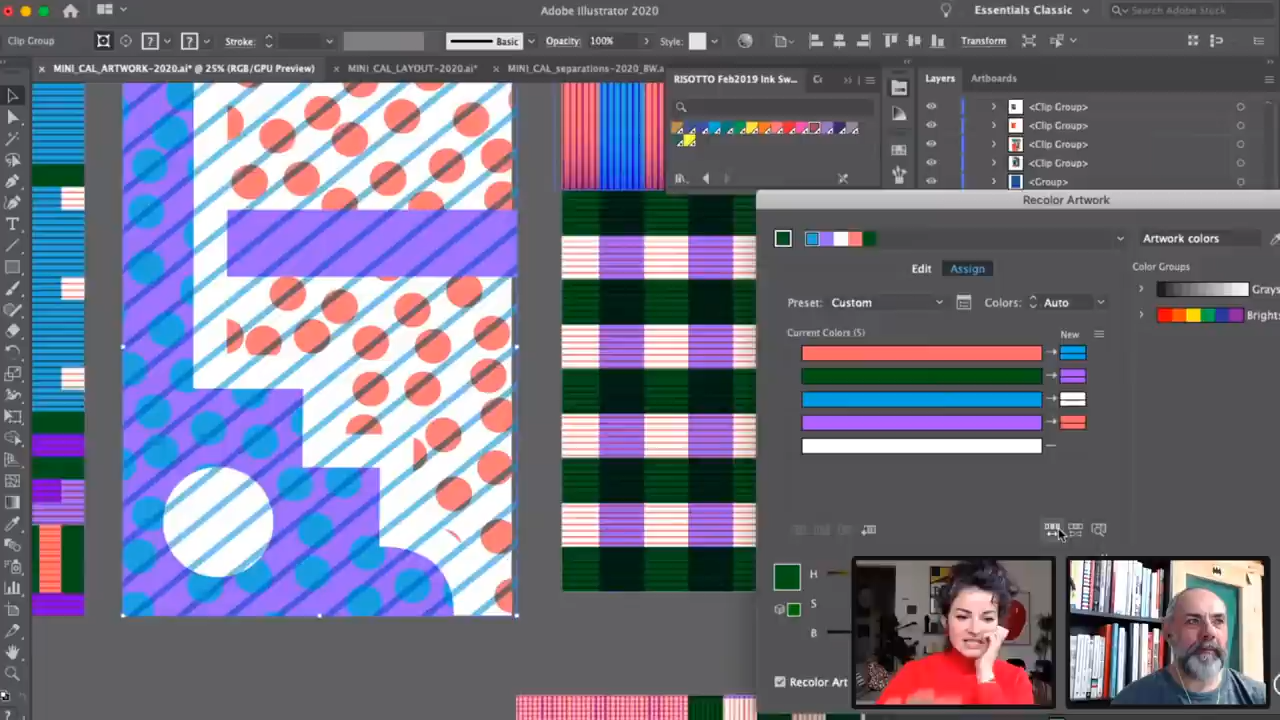 Adobe Illustrator 2020
Essentials Classic
Search Adobe Stock
Clip Group
?
?
Stroke:
Basic
Opacity: 100%
Style:
Transform
× MINI_CAL_ARTWORK-2020.ai* @ 25% (RGB/GPU Preview)
× MINI_CAL_LAYOUT-2020.ai*
× MINI_CAL_separations-2020_BW.a
RISOTTO Feb2019 Ink Sw...
Layers
Artboards
<Clip Group>
<Clip Group>
<Clip Group>
<Clip Group>
<Group>
Recolor Artwork
Artwork colors
Edit
Assign
Color Groups
Preset: Custom
Colors: Auto
Grays
Brights
Current Colors (5)
New
H
S
B
Recolor Art